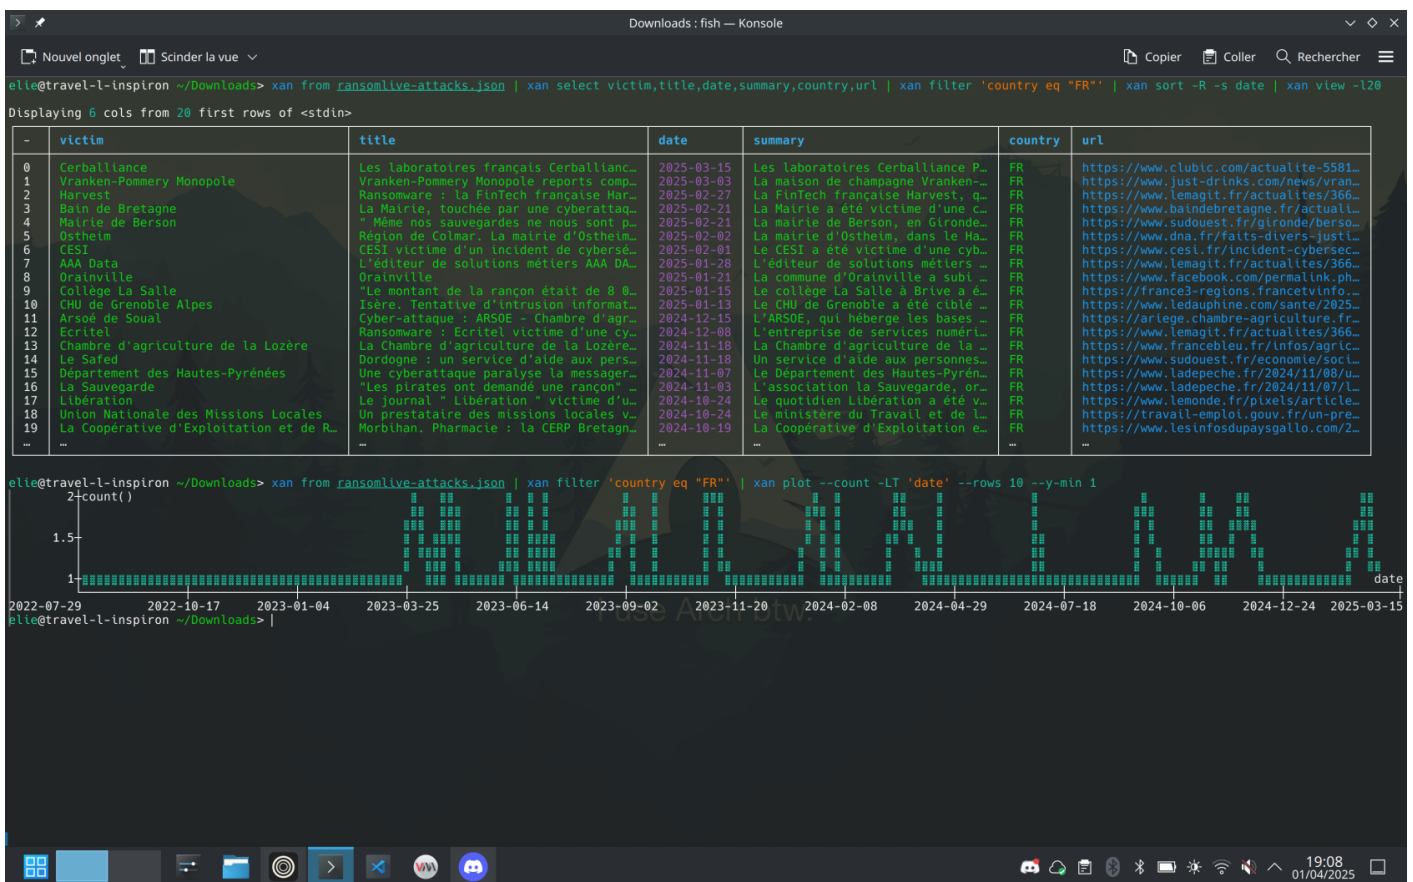 Downloads : fish — Konsole
Nouvel onglet Scinder la vue Copier Coller Rechercher
elie@travel-l-inspiron ~/Downloads> xan from ransomlive-attacks.json | xan select victim,title,date,summary,country,url | xan filter 'country eq "FR"' | xan sort -R -s date | xan view -l20
Displaying 6 cols from 20 first rows of <stdin>
- victim title date summary country url
0 Cerballiance Les laboratoires français Cerballianc… 2025-03-15 Les laboratoires Cerballiance P… FR https://www.clubic.com/actualite-5581…
1 Vranken-Pommery Monopole Vranken-Pommery Monopole reports comp… 2025-03-03 La maison de champagne Vranken-… FR https://www.just-drinks.com/news/vran…
2 Harvest Ransomware : la FinTech française Har… 2025-02-27 La FinTech française Harvest, q… FR https://www.lemagit.fr/actualites/366…
3 Bain de Bretagne La Mairie, touchée par une cyberattaq… 2025-02-21 La Mairie a été victime d'une c… FR https://www.baindebretagne.fr/actuali…
4 Mairie de Berson " Même nos sauvegardes ne nous sont p… 2025-02-21 La mairie de Berson, en Gironde… FR https://www.sudouest.fr/gironde/berso…
5 Ostheim Région de Colmar. La mairie d'Ostheim… 2025-02-02 La mairie d'Ostheim, dans le Ha… FR https://www.dna.fr/faits-divers-justi…
6 CESI CESI victime d'un incident de cybersé… 2025-02-01 Le CESI a été victime d'une cyb… FR https://www.cesi.fr/incident-cybersec…
7 AAA Data L'éditeur de solutions métiers AAA DA… 2025-01-28 L'éditeur de solutions métiers … FR https://www.lemagit.fr/actualites/366…
8 Orainville Orainville 2025-01-21 La commune d'Orainville a subi … FR https://www.facebook.com/permalink.ph…
9 Collège La Salle "Le montant de la rançon était de 8 0… 2025-01-15 Le collège La Salle à Brive a é… FR https://france3-regions.francetvinfo.…
10 CHU de Grenoble Alpes Isère. Tentative d'intrusion informat… 2025-01-13 Le CHU de Grenoble a été ciblé … FR https://www.ledauphine.com/sante/2025…
11 Arsoé de Soual Cyber-attaque : ARSOE - Chambre d'agr… 2024-12-15 L'ARSOE, qui héberge les bases … FR https://ariege.chambre-agriculture.fr…
12 Ecritel Ransomware : Ecritel victime d'une cy… 2024-12-08 L'entreprise de services numéri… FR https://www.lemagit.fr/actualites/366…
13 Chambre d'agriculture de la Lozère La Chambre d'agriculture de la Lozère… 2024-11-18 La Chambre d'agriculture de la … FR https://www.francebleu.fr/infos/agric…
14 Le Safed Dordogne : un service d'aide aux pers… 2024-11-18 Un service d'aide aux personnes… FR https://www.sudouest.fr/economie/soci…
15 Département des Hautes-Pyrénées Une cyberattaque paralyse la messager… 2024-11-07 Le Département des Hautes-Pyrén… FR https://www.ladepeche.fr/2024/11/08/u…
16 La Sauvegarde "Les pirates ont demandé une rançon" … 2024-11-03 L'association la Sauvegarde, or… FR https://www.ladepeche.fr/2024/11/07/l…
17 Libération Le journal " Libération " victime d'u… 2024-10-24 Le quotidien Libération a été v… FR https://www.lemonde.fr/pixels/article…
18 Union Nationale des Missions Locales Un prestataire des missions locales v… 2024-10-24 Le ministère du Travail et de l… FR https://travail-emploi.gouv.fr/un-pre…
19 La Coopérative d'Exploitation et de R… Morbihan. Pharmacie : la CERP Bretagn… 2024-10-19 La Coopérative d'Exploitation e… FR https://www.lesinfosdupaysgallo.com/2…
… … … … … … …
elie@travel-l-inspiron ~/Downloads> xan from ransomlive-attacks.json | xan filter 'country eq "FR"' | xan plot --count -LT 'date' --rows 10 --y-min 1
2 count()
1.5
1 date
2022-07-29 2022-10-17 2023-01-04 2023-03-25 2023-06-14 2023-09-02 2023-11-20 2024-02-08 2024-04-29 2024-07-18 2024-10-06 2024-12-24 2025-03-15
I use Arch btw.
elie@travel-l-inspiron ~/Downloads>
19:08
01/04/2025